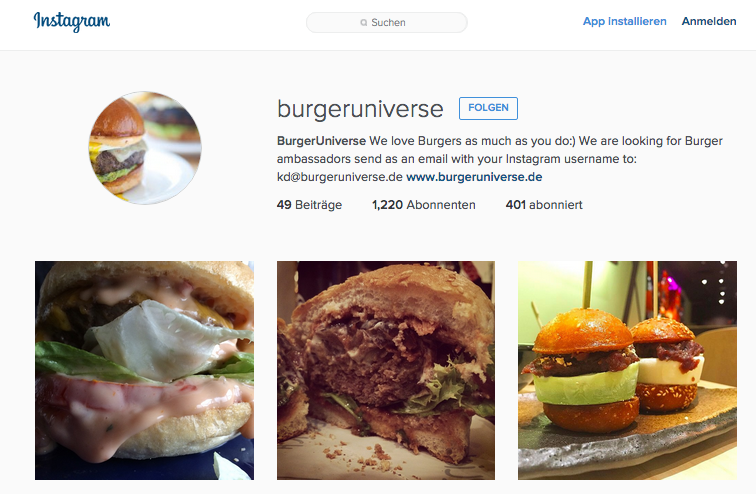 Instagram
Suchen
App installieren
Anmelden
burgeruniverse
FOLGEN
BurgerUniverse We love Burgers as much as you do:) We are looking for Burger
ambassadors send as an email with your Instagram username to:
kd@burgeruniverse.de www.burgeruniverse.de
49 Beiträge 1,220 Abonnenten 401 abonniert